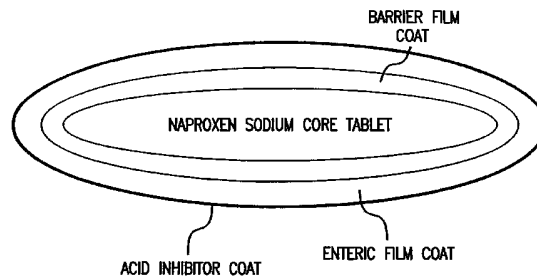 BARRIER FILM
COAT
NAPROXEN SODIUM CORE TABLET
ENTERIC FILM COAT
ACID INHIBITOR COAT